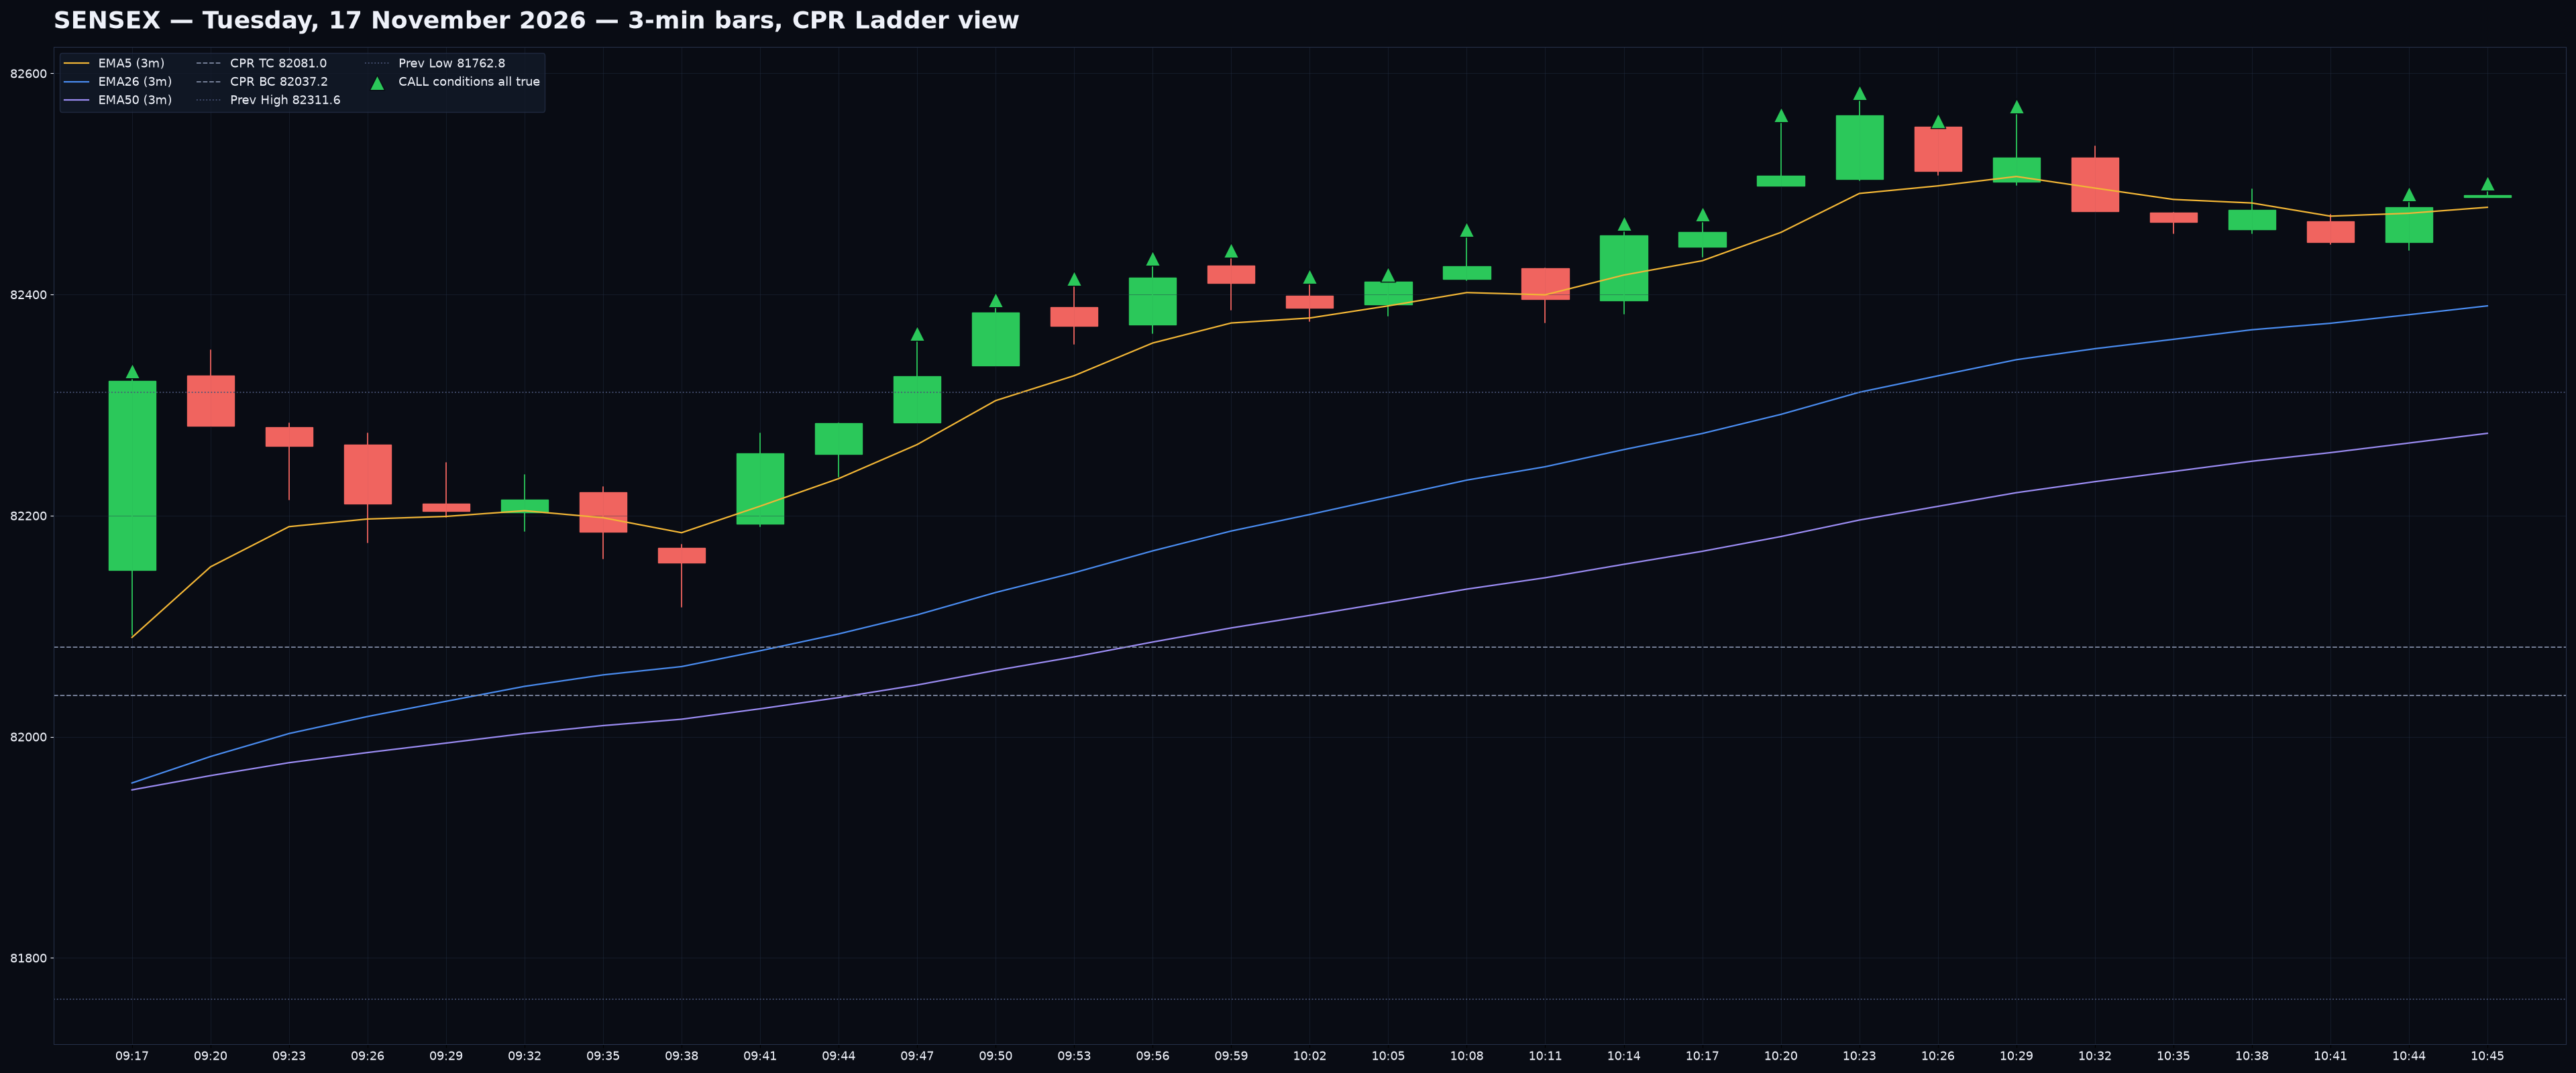 SENSEX — Tuesday, 17 November 2026 — 3-min bars, CPR Ladder view
EMA5 (3m) CPR TC 82081.0 Prev Low 81762.8
EMA26 (3m) CPR BC 82037.2 CALL conditions all true
EMA50 (3m) Prev High 82311.6
82600
82400
82200
82000
81800
09:17 09:20 09:23 09:26 09:29 09:32 09:35 09:38 09:41 09:44 09:47 09:50 09:53 09:56 09:59 10:02 10:05 10:08 10:11 10:14 10:17 10:20 10:23 10:26 10:29 10:32 10:35 10:38 10:41 10:44 10:45